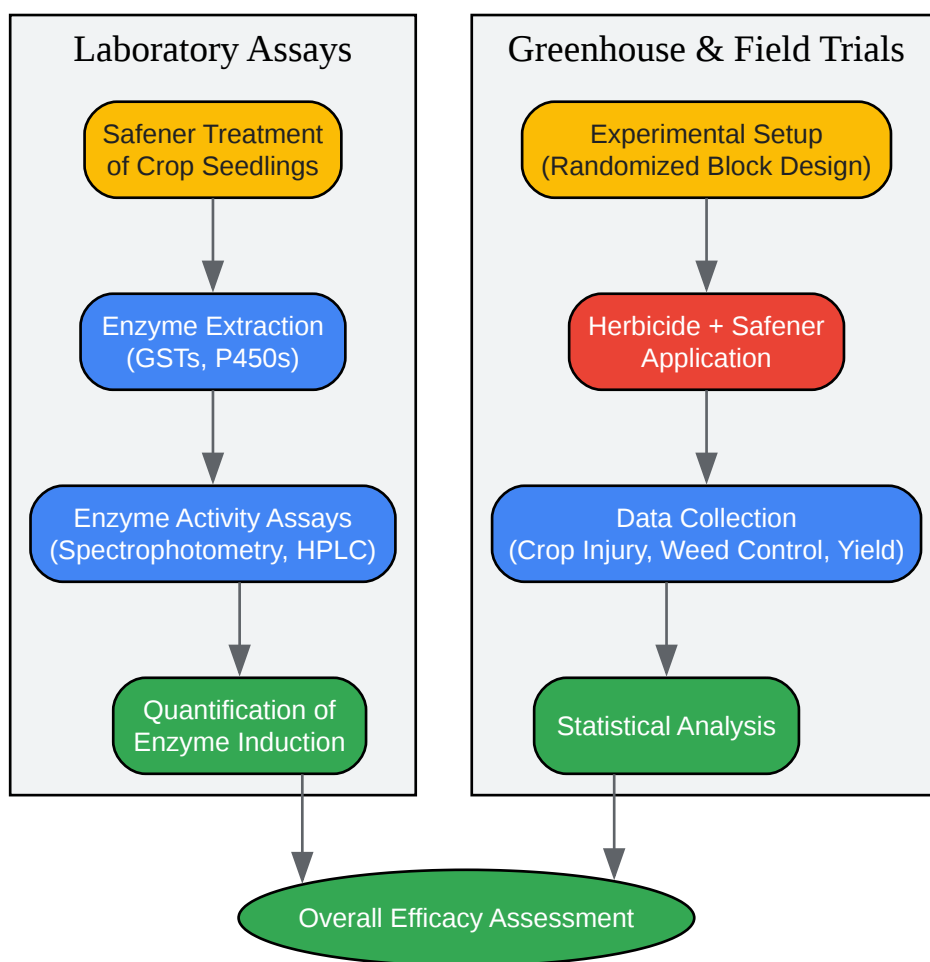 Laboratory Assays
Safener Treatment
of Crop Seedlings
Enzyme Extraction
(GSTs, P450s)
Enzyme Activity Assays
(Spectrophotometry, HPLC)
Quantification of
Enzyme Induction
Greenhouse & Field Trials
Experimental Setup
(Randomized Block Design)
Herbicide + Safener
Application
Data Collection
(Crop Injury, Weed Control, Yield)
Statistical Analysis
Overall Efficacy Assessment